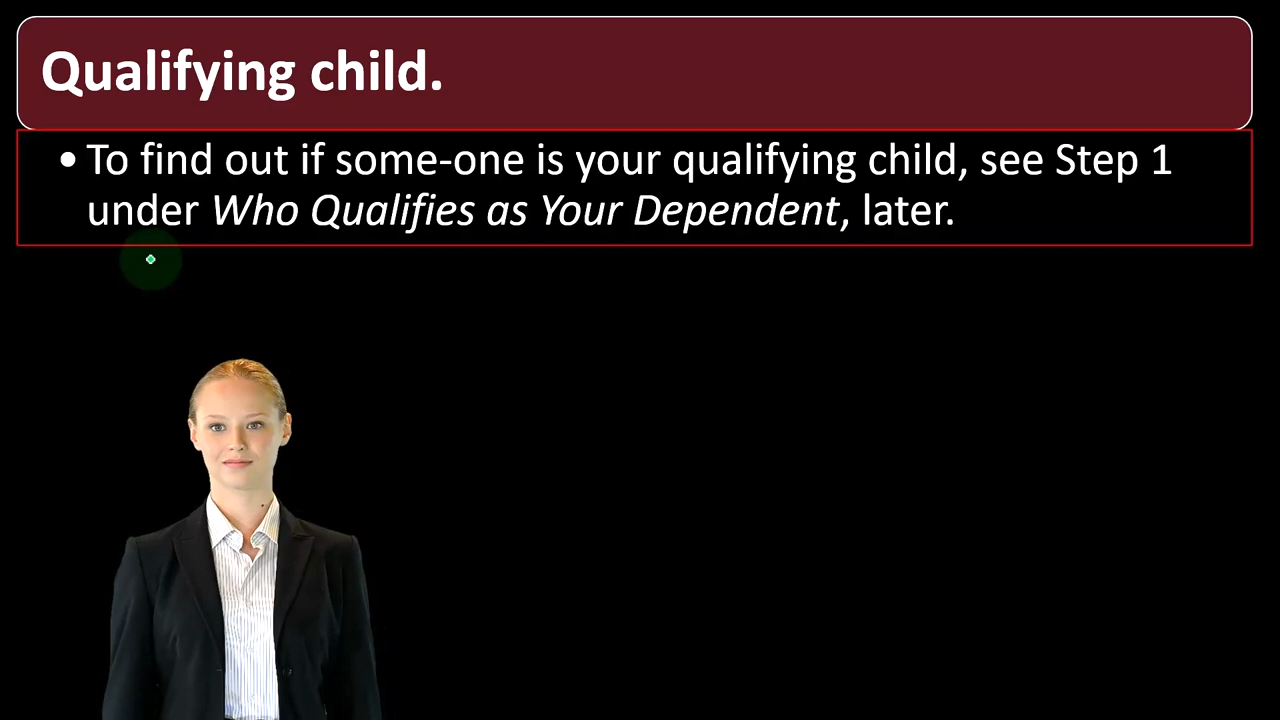 Qualifying child.
• To find out if some-one is your qualifying child, see Step 1
under Who Qualifies as Your Dependent, later.